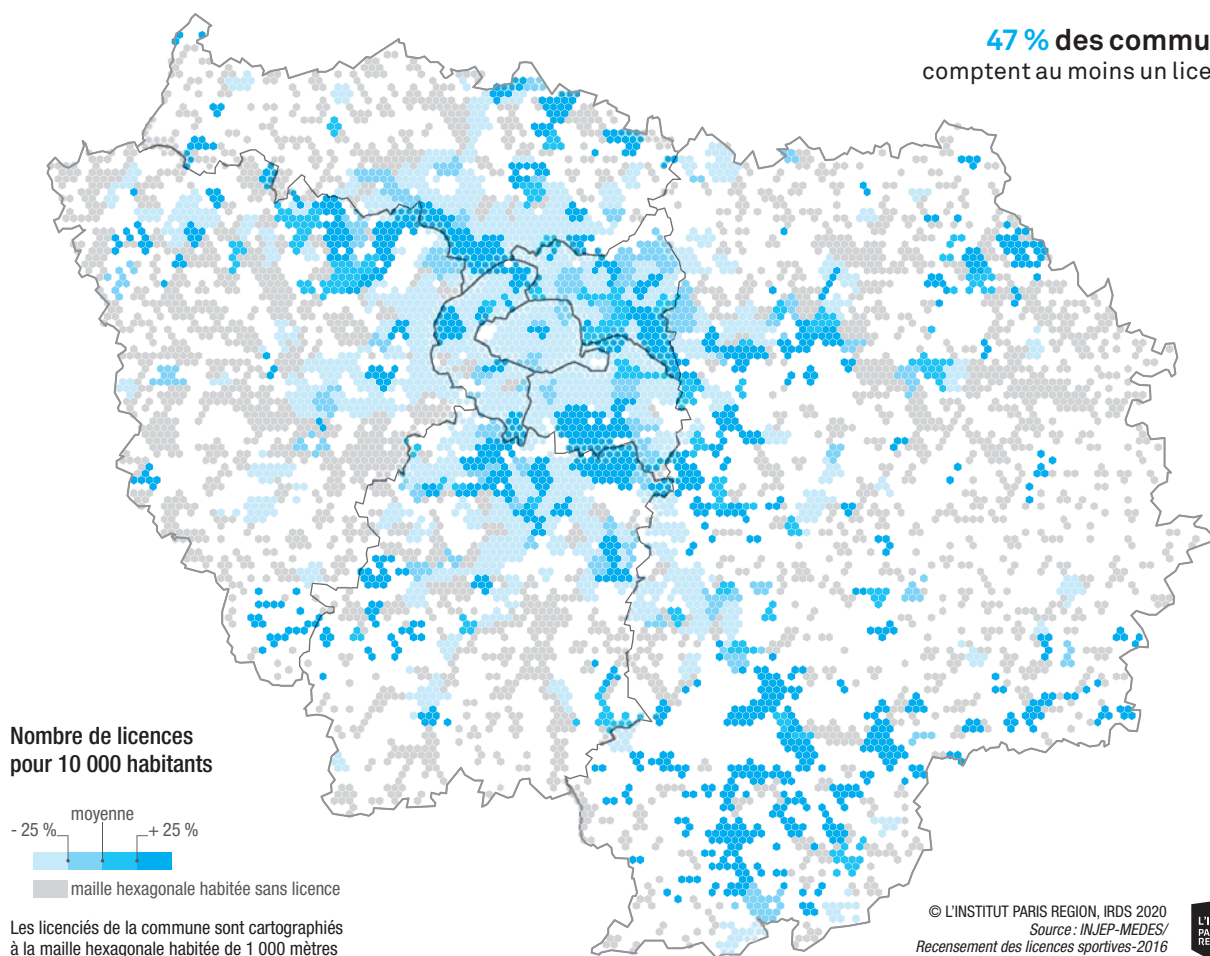 47 % des commu
comptent au moins un lice
Nombre de licences
pour 10 000 habitants
moyenne
- 25 %
+ 25 %
maille hexagonale habitée sans licence
Les licenciés de la commune sont cartographiés
à la maille hexagonale habitée de 1 000 mètres
© L'INSTITUT PARIS REGION, IRDS 2020
Source : INJEP-MEDES/
Recensement des licences sportives-2016
L'I
PA
RE